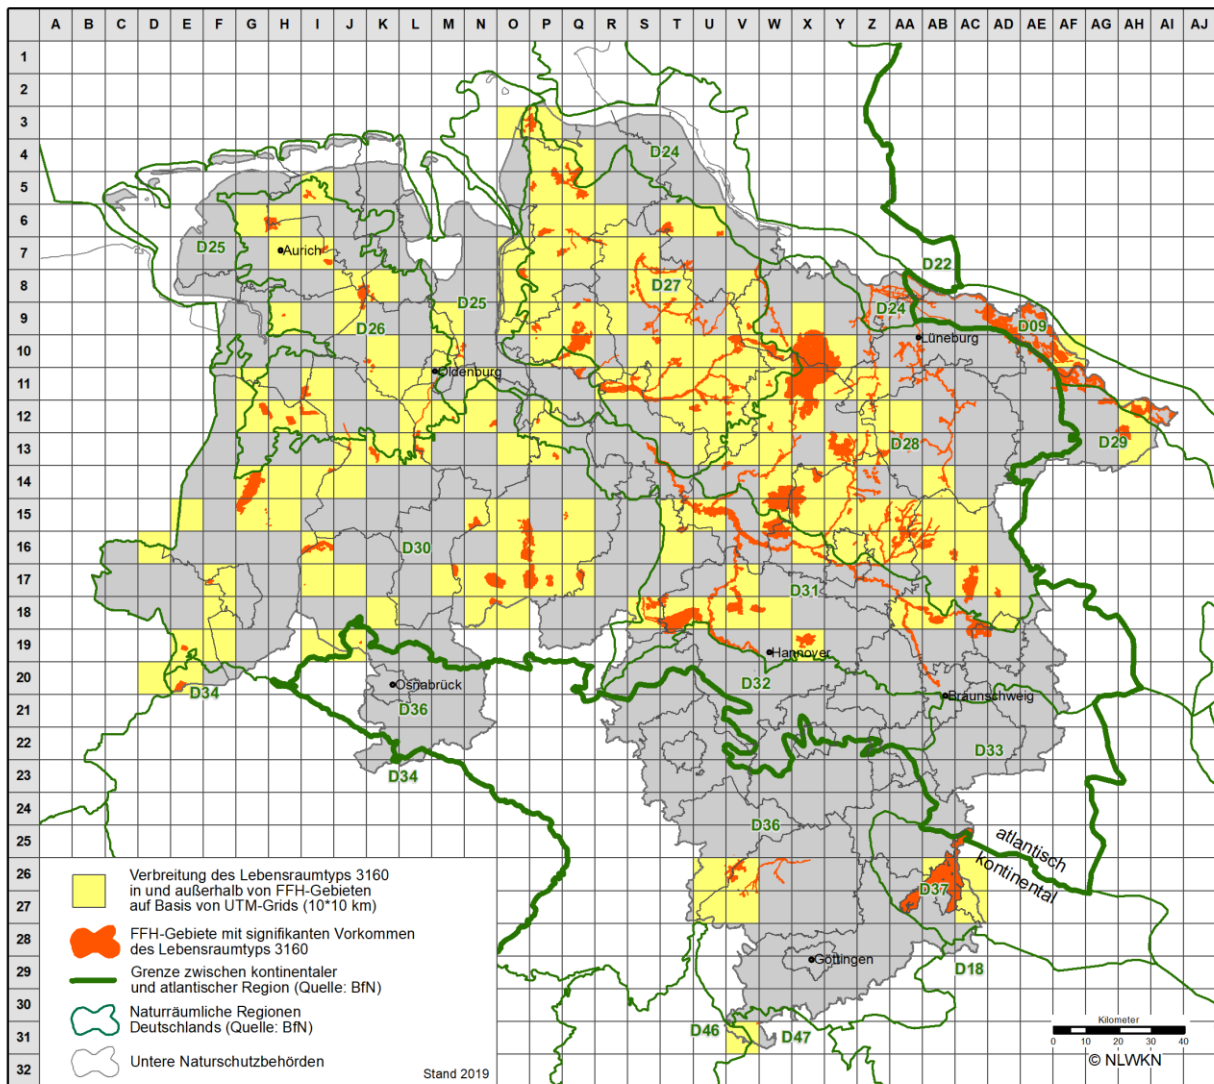 A B C D E F G H I J K L M N O P Q R S T U V W X Y Z AA AB AC AD AE AF AG AH AI AJ
1
2
3
4
D24
5
6
D25
Aurich
7
D22
8
D25
D27
D24
9
D26
D09
Lüneburg
10
Oldenburg
11
12
13
D28
D29
14
15
16
D30
17
D31
18
19
Hannover
20
D34
Osnabrück
D32
Braunschweig
21
D36
22
D33
23
D34
24
D36
25
atlantisch
kontinental
26
D37
27
28
Göttingen
29
D18
30
D46
D47
31
32
Verbreitung des Lebensraumtyps 3160
in und außerhalb von FFH-Gebieten
auf Basis von UTM-Grids (10*10 km)
FFH-Gebiete mit signifikanten Vorkommen
des Lebensraumtyps 3160
Grenze zwischen kontinentaler
und atlantischer Region (Quelle: BfN)
Naturräumliche Regionen
Deutschlands (Quelle: BfN)
Untere Naturschutzbehörden
Stand 2019
Kilometer
0 5 10 20 30 40
© NLWKN